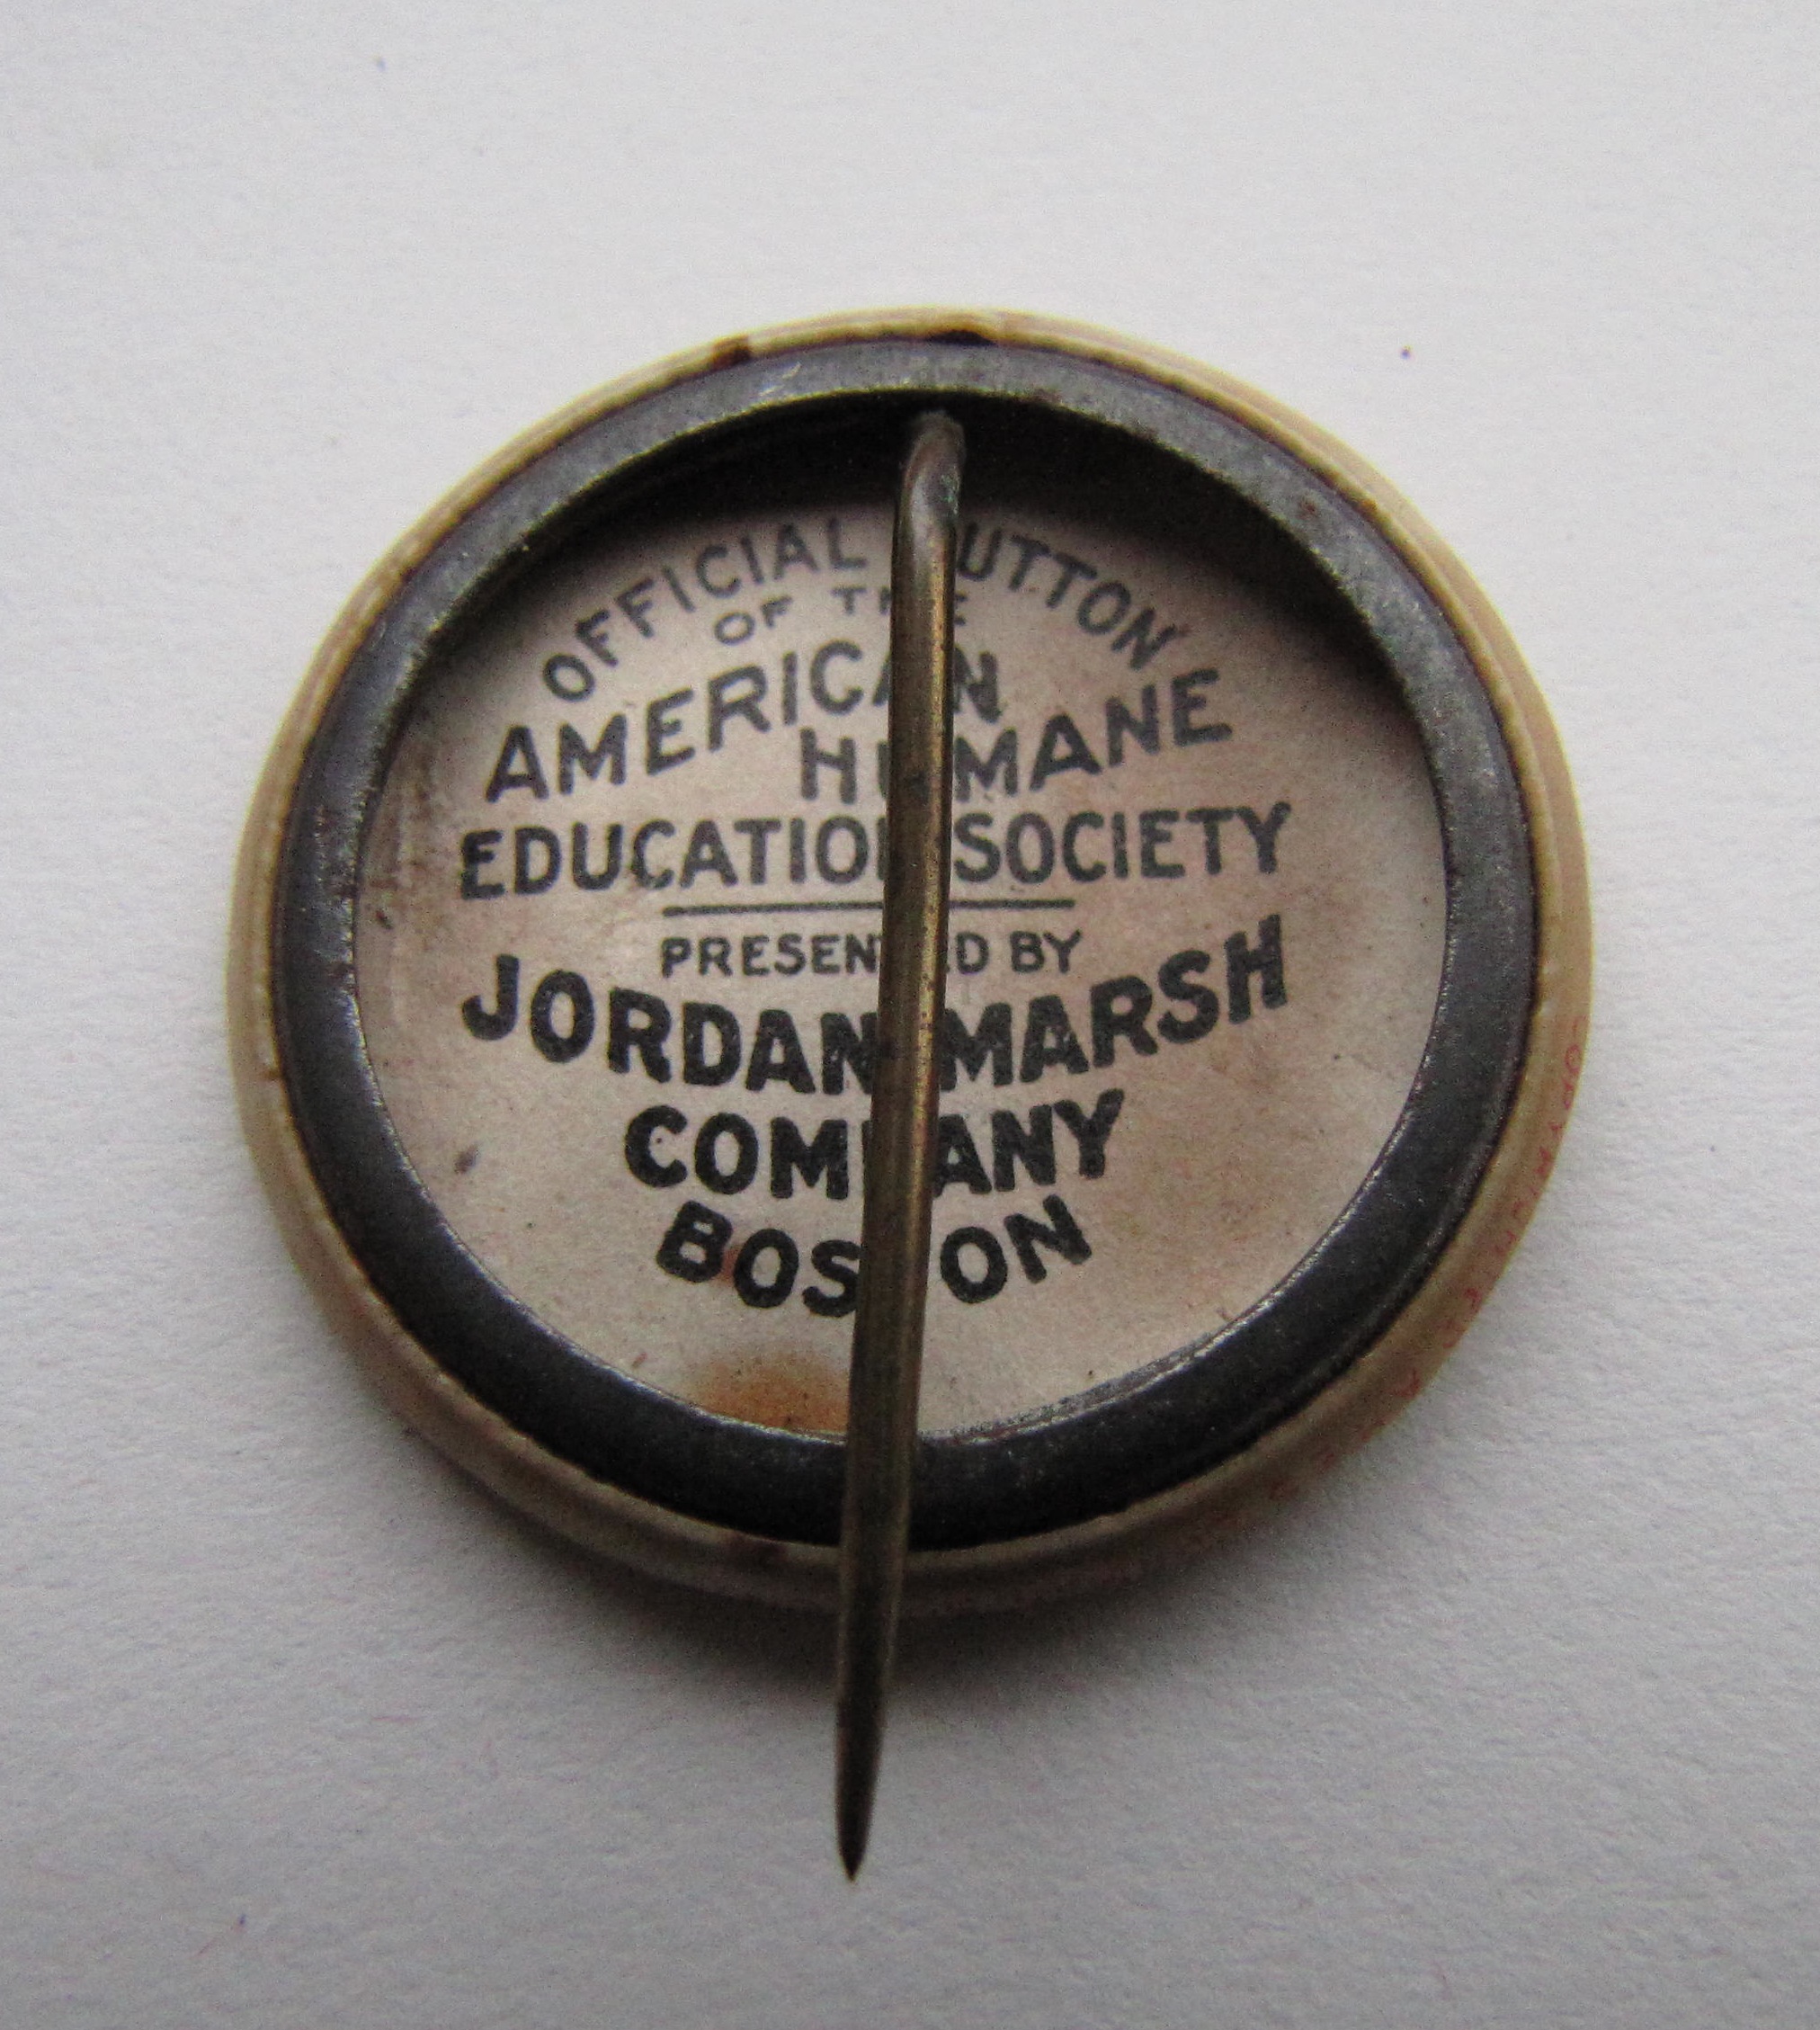 OFFICIAL BUTTON
OF THE
AMERICAN
HUMANE
EDUCATION SOCIETY
PRESENTED BY
JORDAN MARSH
COMPANY
BOSTON